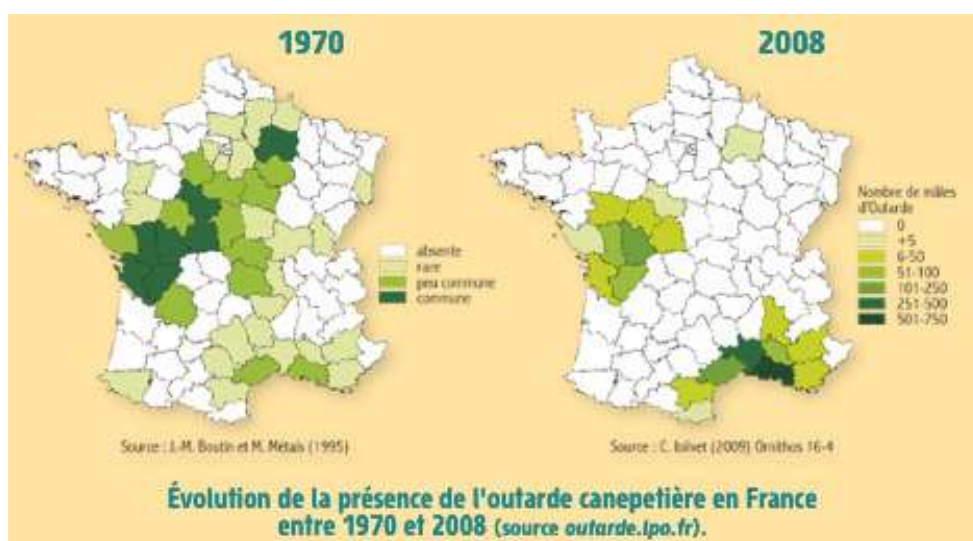 1970
2008
absente
rare
peu commune
commune
Nombre de mâles
d'Outarde
0
+5
6-50
51-100
101-250
251-500
501-750
Source : J.-M. Boutin et M. Métais (1995)
Source : C. Jolivet (2009) Ornithos 16-4
Évolution de la présence de l'outarde canepetière en France
entre 1970 et 2008 (source outarde.lpo.fr).